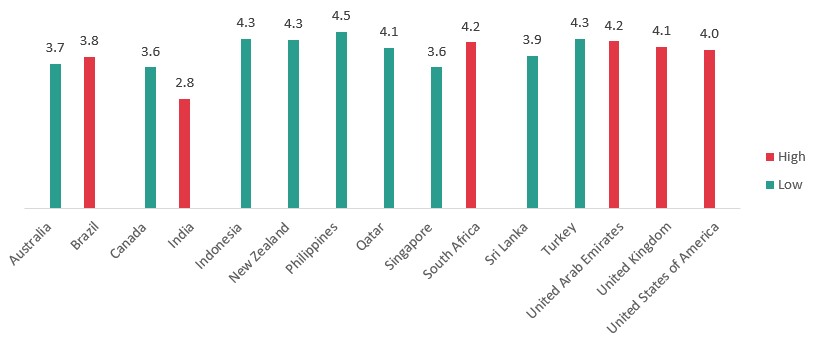 3.7
3.8
3.6
2.8
4.3
4.3
4.5
4.1
3.6
4.2
3.9
4.3
4.2
4.1
4.0
High
Low
Australia
Brazil
Canada
India
Indonesia
New Zealand
Philippines
Qatar
Singapore
South Africa
Sri Lanka
Turkey
United Arab Emirates
United Kingdom
United States of America